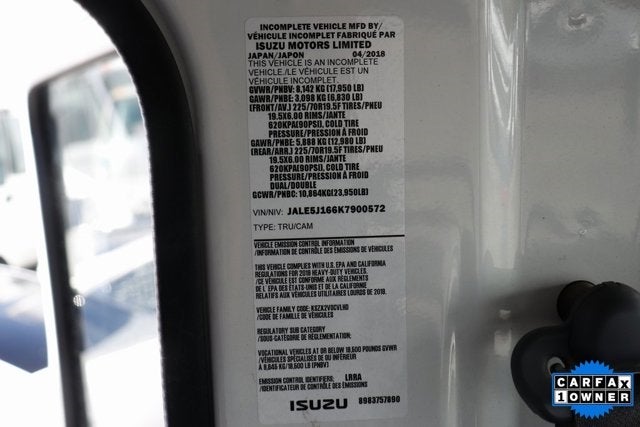 INCOMPLETE VEHICLE MFD BY/
VÉHICULE INCOMPLET FABRIQUÉ PAR
ISUZU MOTORS LIMITED
JAPAN/JAPON 04/2018
THIS VEHICLE IS AN INCOMPLETE
VEHICLE./LE VÉHICULE EST UN
VÉHICULE INCOMPLET.
GVWR/PNBV: 8,142 KG (17,950 LB)
GAWR/PNBE: 3,098 KG (6,830 LB)
(FRONT/AV.) 225/70R19.5F TIRES/PNEU
19.5X6.00 RIMS/JANTE
620KPA(90PSI), COLD TIRE
PRESSURE/PRESSION À FROID
GAWR/PNBE: 5,888 KG (12,980 LB)
(REAR/ARR.) 225/70R19.5F TIRES/PNEU
19.5X6.00 RIMS/JANTE
620KPA(90PSI), COLD TIRE
PRESSURE/PRESSION À FROID
DUAL/DOUBLE
GCWR/PNBC: 10,864KG(23,950LB)
VIN/NIV: JALE5J166K7900572
TYPE: TRU/CAM
VEHICLE EMISSION CONTROL INFORMATION
/INFORMATION DE CONTRÔLE DES ÉMISSIONS DE VÉHICULES
THIS VEHICLE COMPLIES WITH U.S. EPA AND CALIFORNIA
REGULATIONS FOR 2018 HEAVY-DUTY VEHICLES.
/CE VÉHICULE EST CONFORME AUX RÈGLEMENTS
DE L' EPA DES ÉTATS UNIS ET DE LA CALIFORNIE
RELATIFS AUX VÉHICULES UTILITAIRES LOURDS DE 2018.
VEHICLE FAMILY CODE:
/CODE DE FAMILLE DE VÉHICULES
REGULATORY SUB CATEGORY
/SOUS-CATÉGORIE DE RÉGLEMENTATION:
VOCATIONAL VEHICLES AT OR BELOW 19,500 POUNDS GVWR
/VÉHICULES SPÉCIALISÉS DE OU INFÉRIEUR
À 8,845 KG/19,500 LB (PNBV)
EMISSION CONTROL IDENTIFIERS: LRRA
/IDENTIFICATEUR DE CONTRÔLE DES ÉMISSIONS
ISUZU 8983757890
CARFAX
1 OWNER